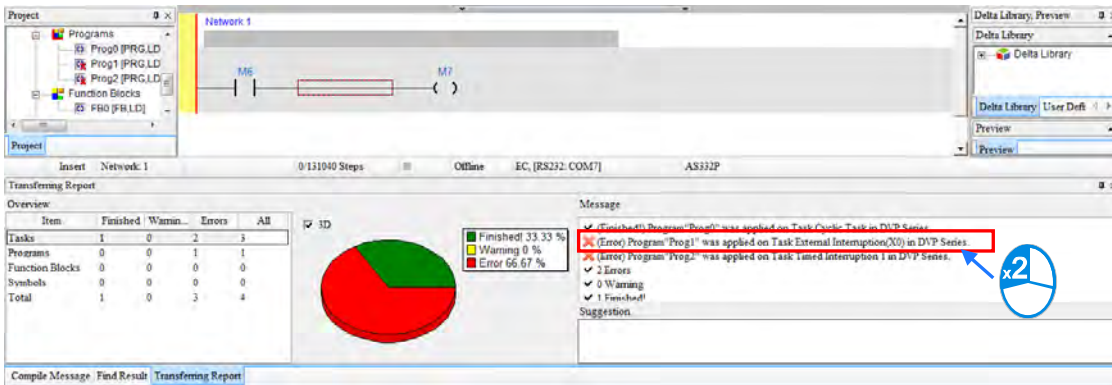 Project
Programs
Prog0 [PRG,LD
Prog1 [PRG,LD
Prog2 [PRG,LD
Function Blocks
FB0 [FB,LD]
Project
Network 1
M6
M7
Delta Library, Preview
Delta Library
Delta Library
Delta Library User Defi
Preview
Preview
Insert Network: 1 0/131040 Steps Offline EC, [RS232: COM7] AS332P
Transferring Report
Overview
Item Finished Warnin... Errors All
Tasks 1 0 2 3
Programs 0 0 1 1
Function Blocks 0 0 0 0
Symbols 0 0 0 0
Total 1 0 3 4
3D
Finished! 33.33 %
Warning 0 %
Error 66.67 %
Message
(Finished!) Program"Prog0" was applied on Task Cyclic Task in DVP Series.
(Error) Program"Prog1" was applied on Task External Interruption(X0) in DVP Series.
(Error) Program"Prog2" was applied on Task Timed Interruption 1 in DVP Series.
2 Errors
0 Warning
1 Finished!
x2
Suggestion
Compile Message Find Result Transferring Report